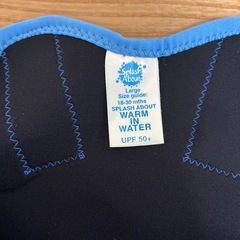 Splash
About
Large
Size guide:
18-30 mths
SPLASH ABOUT
WARM
IN
WATER
UPF 50+